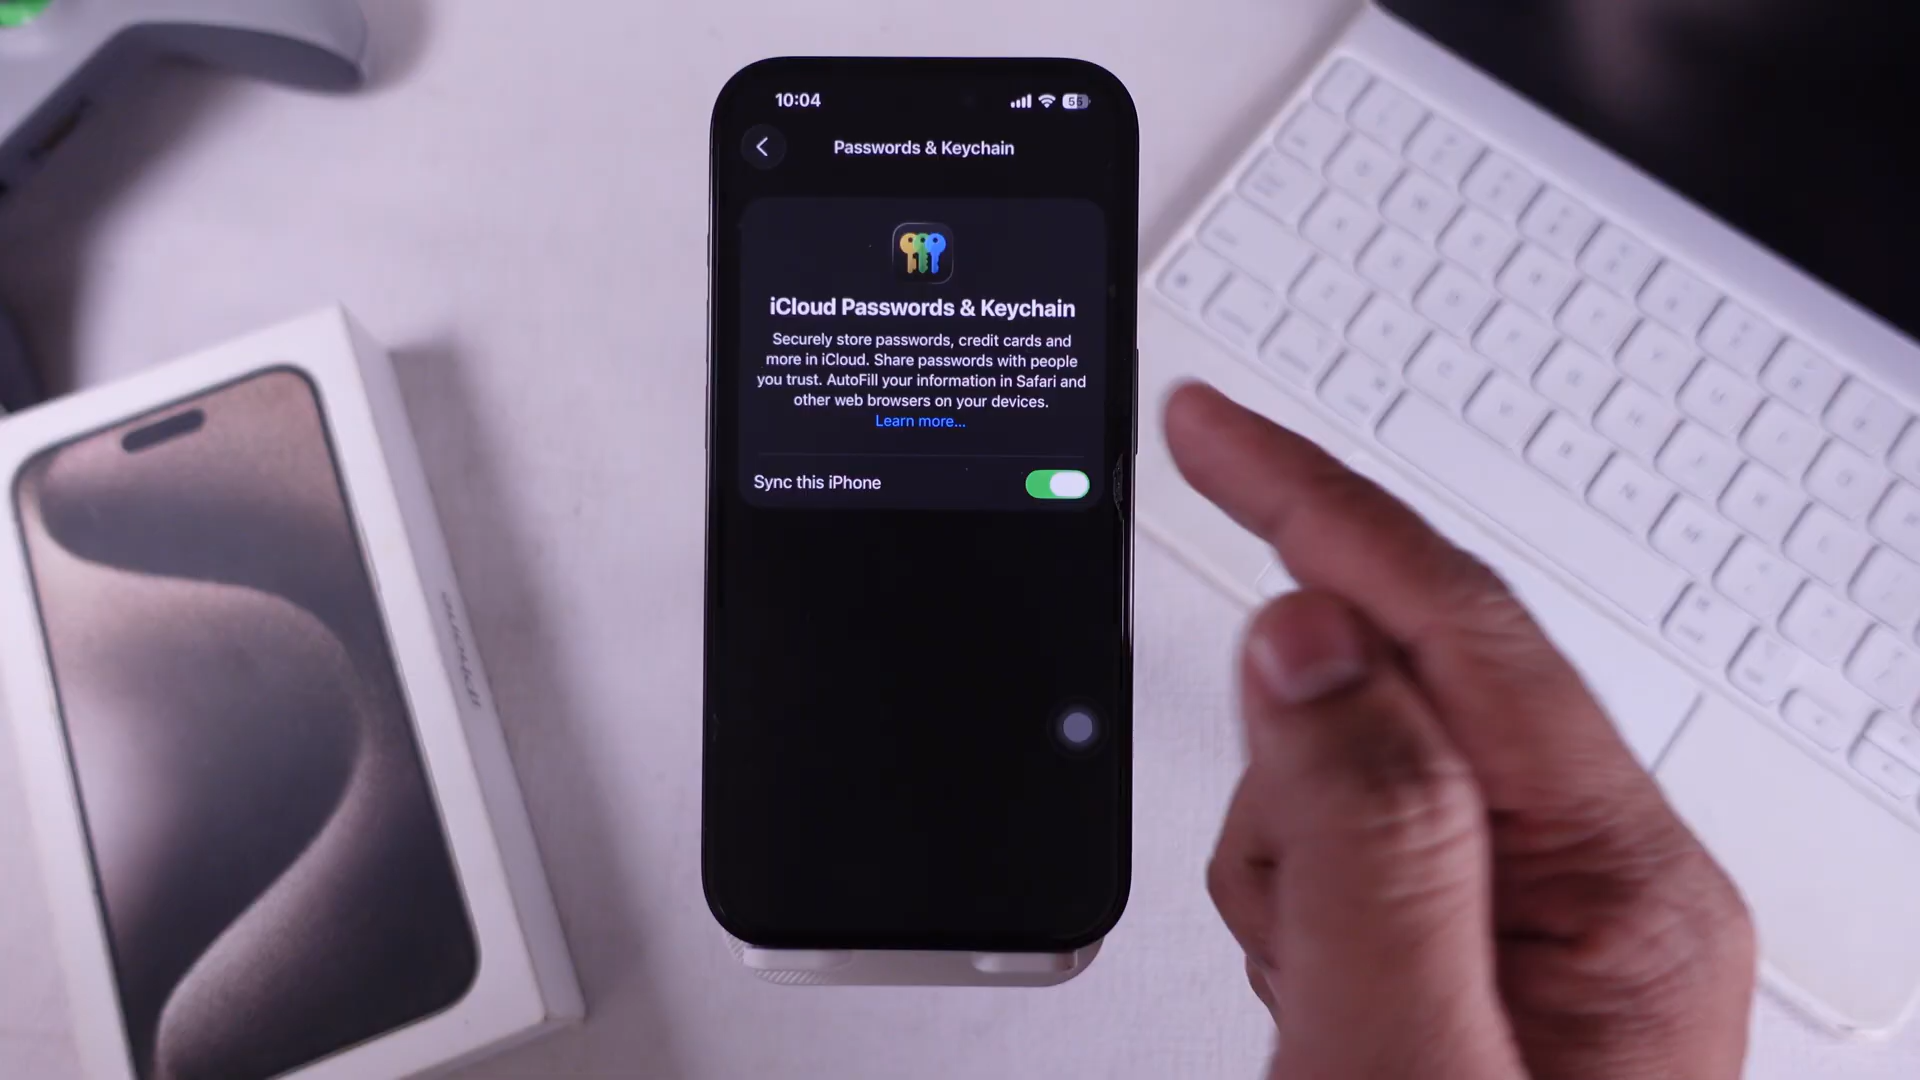 10:04
55
Passwords & Keychain
iCloud Passwords & Keychain
Securely store passwords, credit cards and
more in iCloud. Share passwords with people
you trust. AutoFill your information in Safari and
other web browsers on your devices.
Learn more...
Sync this iPhone
iPhone